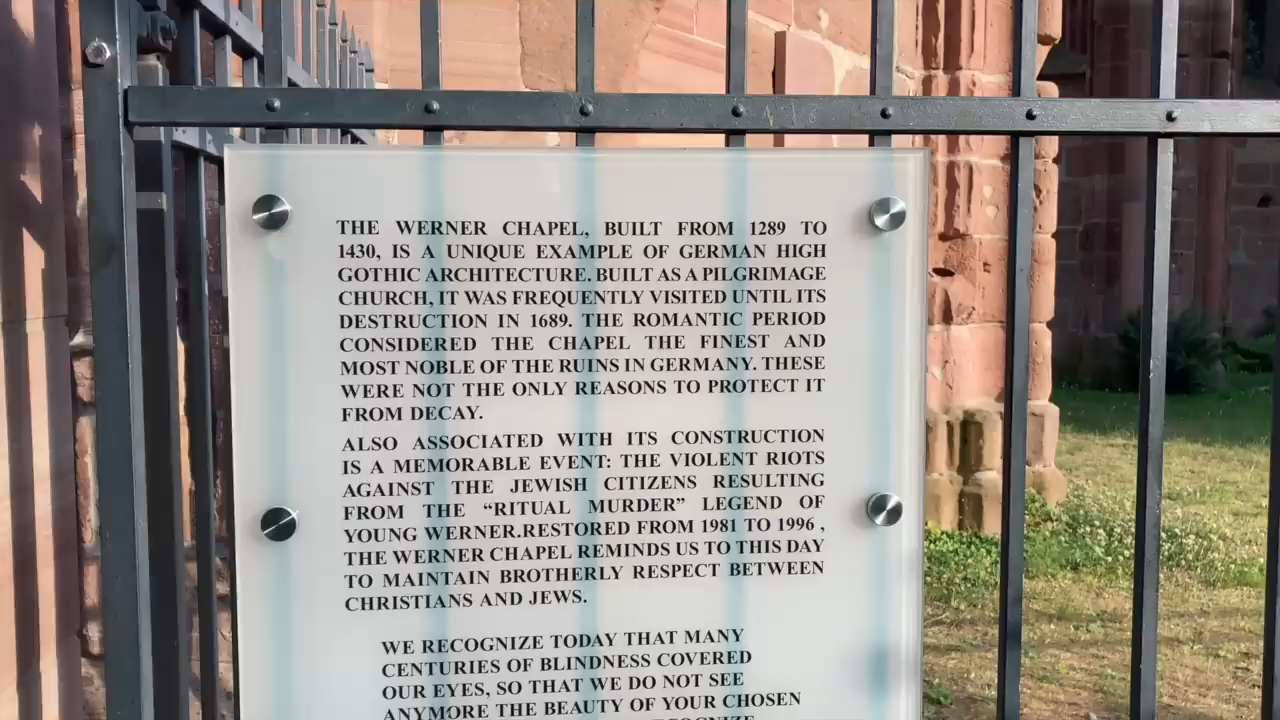 THE WERNER CHAPEL, BUILT FROM 1289 TO
1430, IS A UNIQUE EXAMPLE OF GERMAN HIGH
GOTHIC ARCHITECTURE. BUILT AS A PILGRIMAGE
CHURCH, IT WAS FREQUENTLY VISITED UNTIL ITS
DESTRUCTION IN 1689. THE ROMANTIC PERIOD
CONSIDERED THE CHAPEL THE FINEST AND
MOST NOBLE OF THE RUINS IN GERMANY. THESE
WERE NOT THE ONLY REASONS TO PROTECT IT
FROM DECAY.
ALSO ASSOCIATED WITH ITS CONSTRUCTION
IS A MEMORABLE EVENT: THE VIOLENT RIOTS
AGAINST THE JEWISH CITIZENS RESULTING
FROM THE “RITUAL MURDER” LEGEND OF
YOUNG WERNER.RESTORED FROM 1981 TO 1996 ,
THE WERNER CHAPEL REMINDS US TO THIS DAY
TO MAINTAIN BROTHERLY RESPECT BETWEEN
CHRISTIANS AND JEWS.
WE RECOGNIZE TODAY THAT MANY
CENTURIES OF BLINDNESS COVERED
OUR EYES, SO THAT WE DO NOT SEE
ANYMORE THE BEAUTY OF YOUR CHOSEN